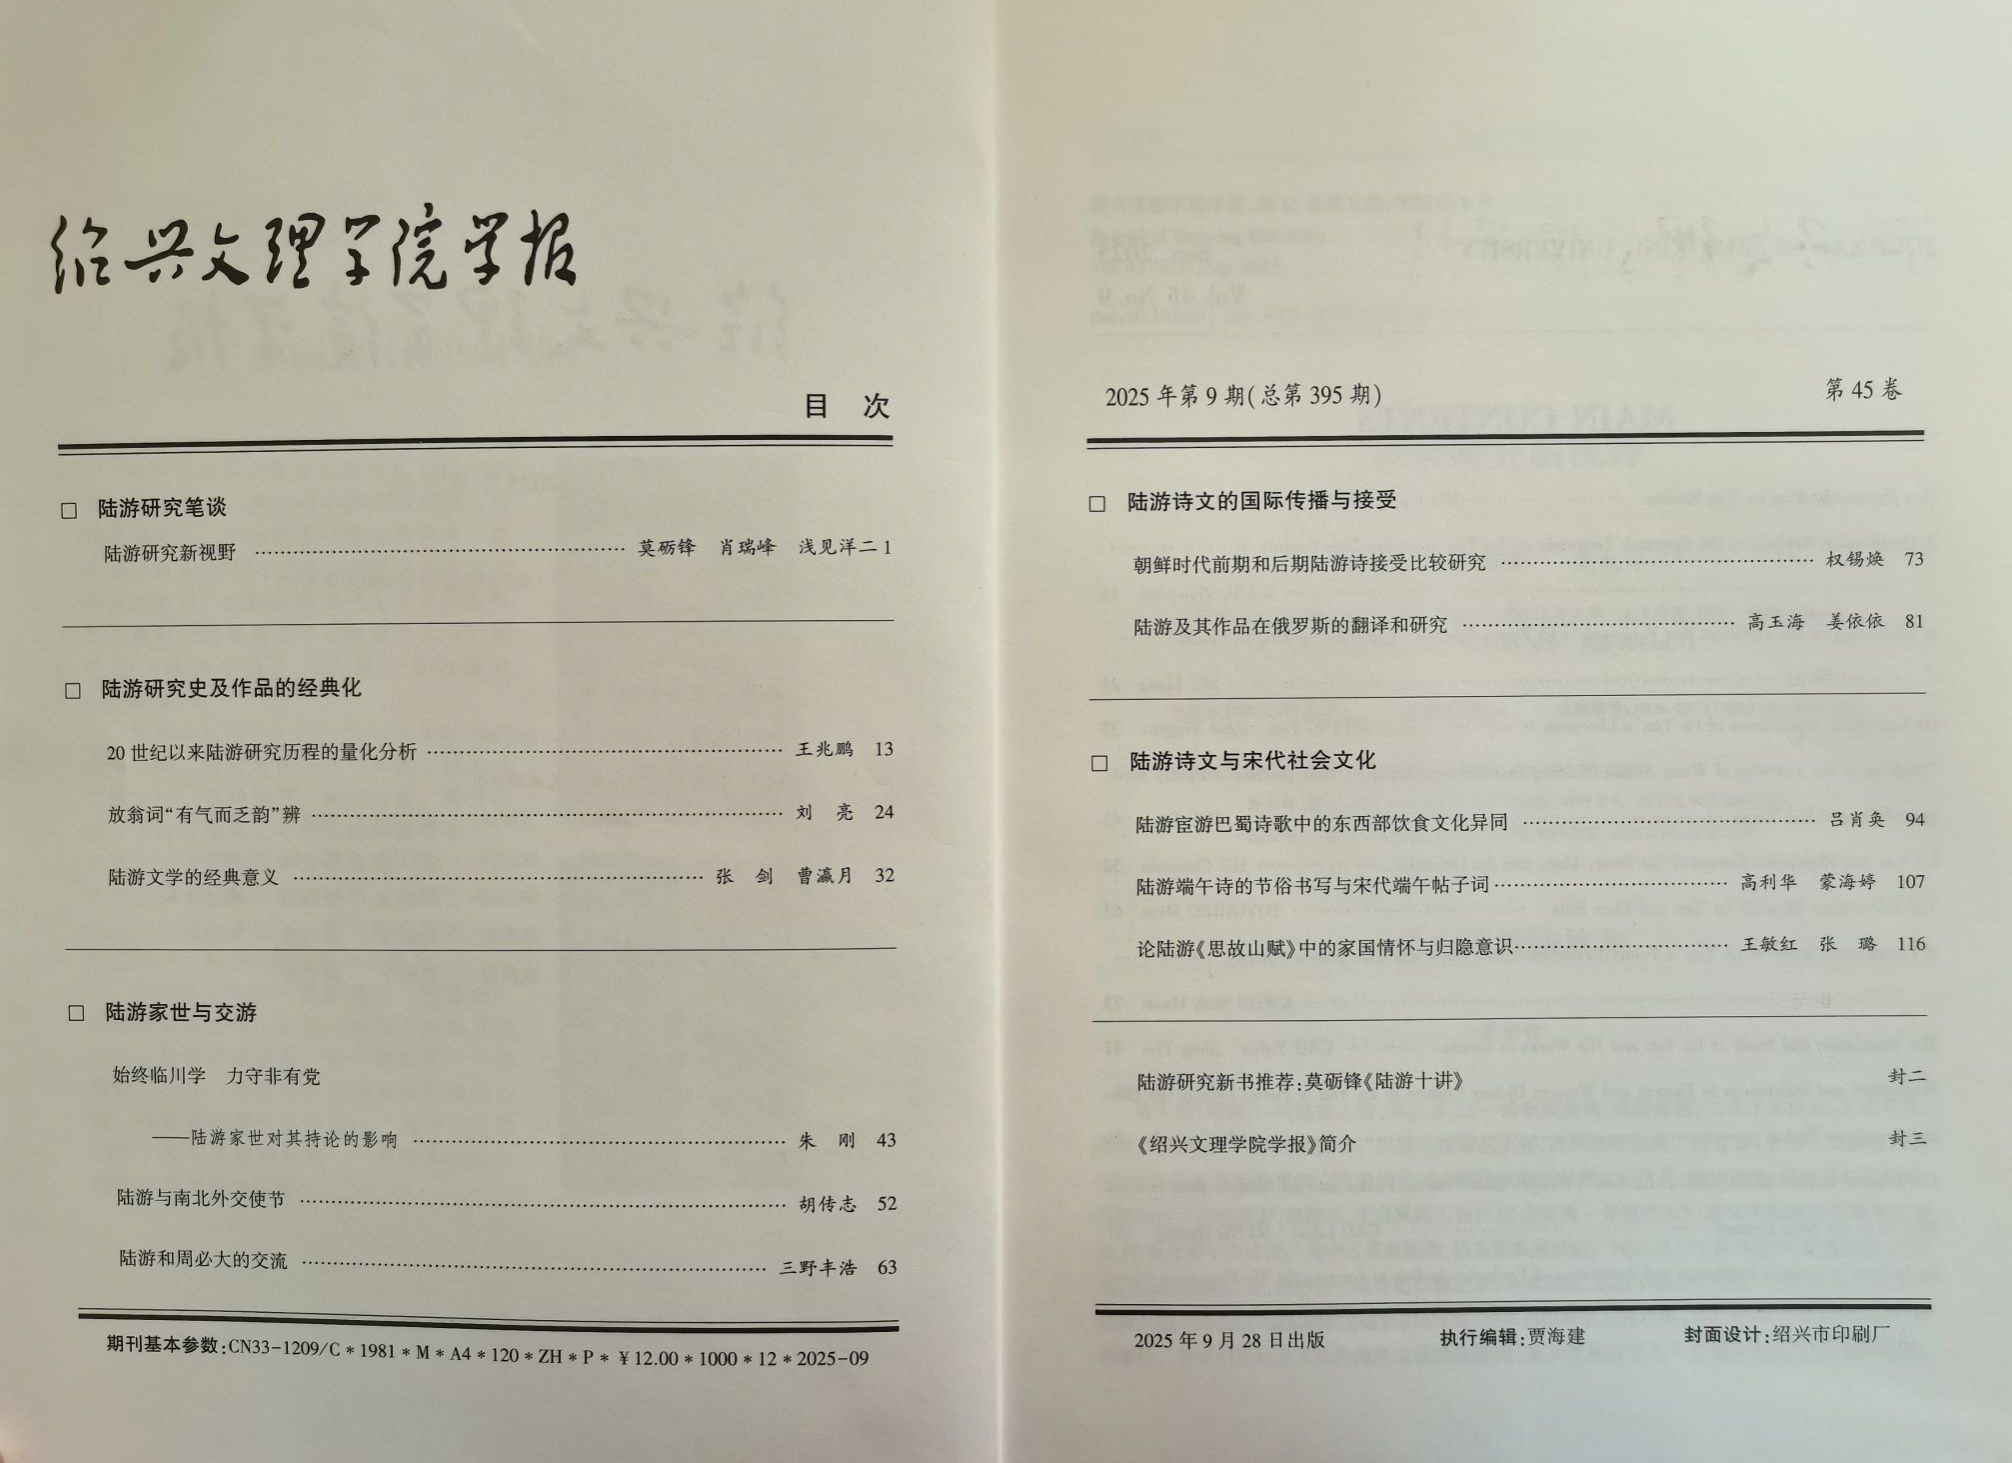 绍兴文理学院学报
目 次
□ 陆游研究笔谈
陆游研究新视野 …… 莫砺锋 肖瑞峰 浅见洋二 1
□ 陆游研究史及作品的经典化
20世纪以来陆游研究历程的量化分析 …… 王兆鹏 13
放翁词“有气而乏韵”辨 …… 刘 亮 24
陆游文学的经典意义 …… 张 剑 曹瀛月 32
□ 陆游家世与交游
始终临川学 力守非有党
——陆游家世对其持论的影响 …… 朱 刚 43
陆游与南北外交使节 …… 胡传志 52
陆游和周必大的交流 …… 三野丰浩 63
期刊基本参数:CN33-1209/C*1981*M*A4*120*ZH*P*¥12.00*1000*12*2025-09
2025年第9期(总第395期) 第45卷
□ 陆游诗文的国际传播与接受
朝鲜时代前期和后期陆游诗接受比较研究 …… 权锡焕 73
陆游及其作品在俄罗斯的翻译和研究 …… 高玉海 姜依依 81
□ 陆游诗文与宋代社会文化
陆游宦游巴蜀诗歌中的东西部饮食文化异同 …… 吕肖奂 94
陆游端午诗的节俗书写与宋代端午帖子词 …… 高利华 蒙海婷 107
论陆游《思故山赋》中的家国情怀与归隐意识 …… 王敏红 张 璐 116
陆游研究新书推荐:莫砺锋《陆游十讲》 封二
《绍兴文理学院学报》简介 封三
2025年9月28日出版 执行编辑:贾海建 封面设计:绍兴市印刷厂